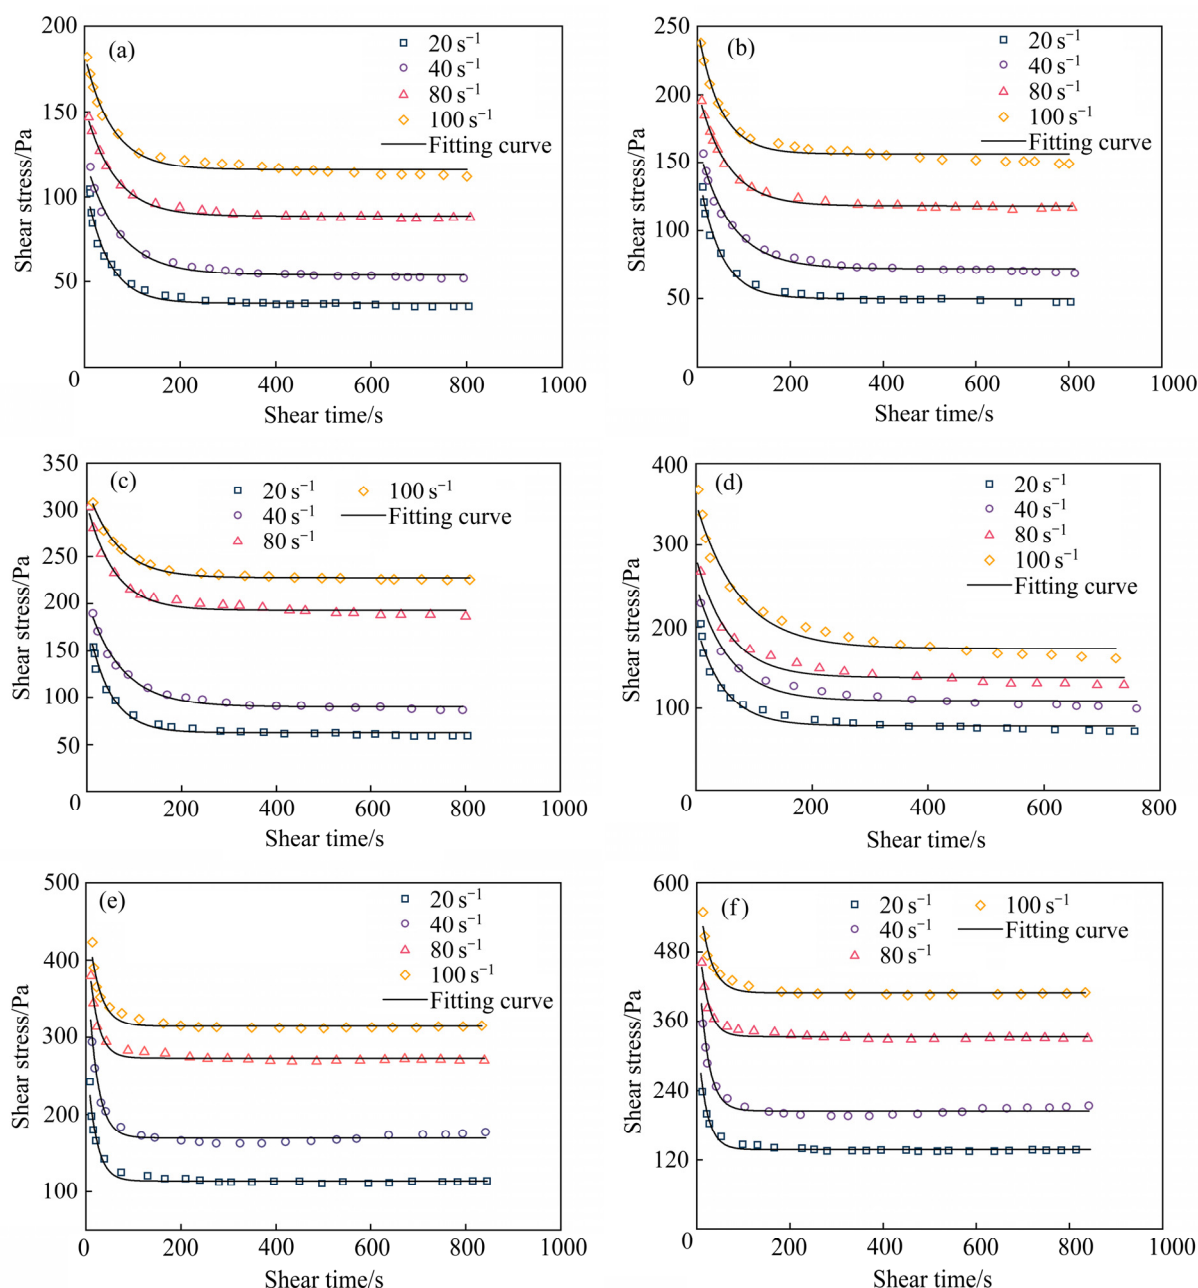 (a)
20 s⁻¹
40 s⁻¹
80 s⁻¹
100 s⁻¹
Fitting curve
200
150
100
50
0
Shear stress/Pa
200 400 600 800 1000
Shear time/s
(b)
20 s⁻¹
40 s⁻¹
80 s⁻¹
100 s⁻¹
Fitting curve
250
200
150
100
50
0
Shear stress/Pa
200 400 600 800 1000
Shear time/s
(c)
20 s⁻¹ 100 s⁻¹
40 s⁻¹ Fitting curve
80 s⁻¹
350
300
250
200
150
100
50
0
Shear stress/Pa
200 400 600 800 1000
Shear time/s
(d)
20 s⁻¹
40 s⁻¹
80 s⁻¹
100 s⁻¹
Fitting curve
400
300
200
100
0
Shear stress/Pa
200 400 600 800
Shear time/s
(e)
20 s⁻¹
40 s⁻¹
80 s⁻¹
100 s⁻¹
Fitting curve
500
400
300
200
100
Shear stress/Pa
0 200 400 600 800 1000
Shear time/s
(f)
20 s⁻¹ 100 s⁻¹
40 s⁻¹ Fitting curve
80 s⁻¹
600
480
360
240
120
Shear stress/Pa
0 200 400 600 800 1000
Shear time/s